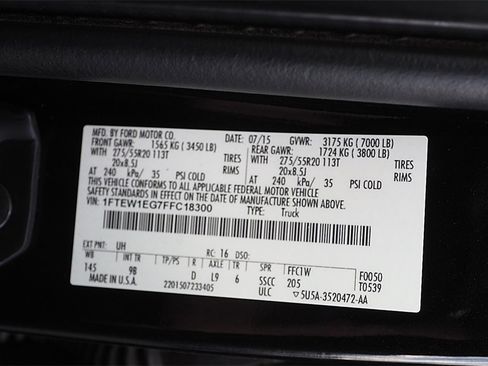 MFD. BY FORD MOTOR CO. DATE: 07/15 GVWR: 3175 KG ( 7000 LB)
FRONT GAWR: 1565 KG ( 3450 LB) REAR GAWR: 1724 KG ( 3800 LB)
WITH 275/55R20 113T TIRES WITH 275/55R20 113T TIRES
20x8.5J RIMS 20x8.5J RIMS
AT 240 kPa/ 35 PSI COLD AT 240 kPa/ 35 PSI COLD
THIS VEHICLE CONFORMS TO ALL APPLICABLE FEDERAL MOTOR VEHICLE
SAFETY STANDARDS IN EFFECT ON THE DATE OF MANUFACTURE SHOWN ABOVE.
VIN: 1FTEW1EG7FFC18300 TYPE: Truck
EXT PNT: UH RC: 16 DSO: F0050
WB BRK INT TR TP/PS R AXLE TR SPR FFC1W T0539
145 9B D L9 6 SSCC 205
MADE IN U.S.A. 2201507233405 ULC ▽5U5A-3520472-AA